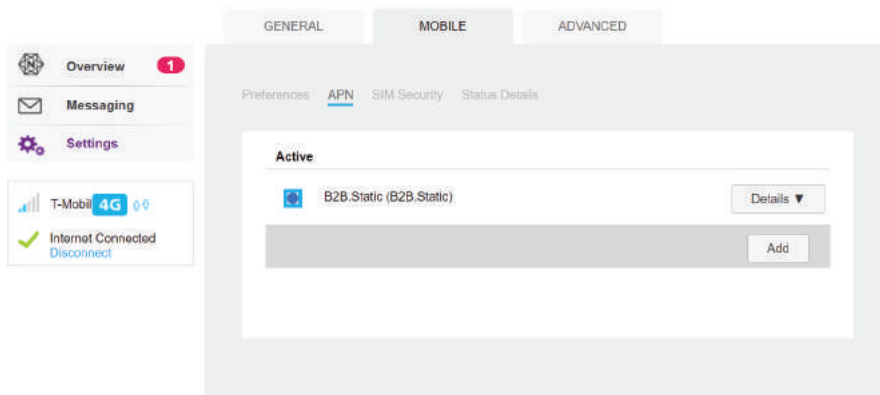 GENERAL MOBILE ADVANCED
Overview 1
Messaging
Settings
Preferences APN SIM Security Status Details
Active
B2B.Static (B2B.Static) Details ▼
Add
T-Mobil 4G
Internet Connected
Disconnect